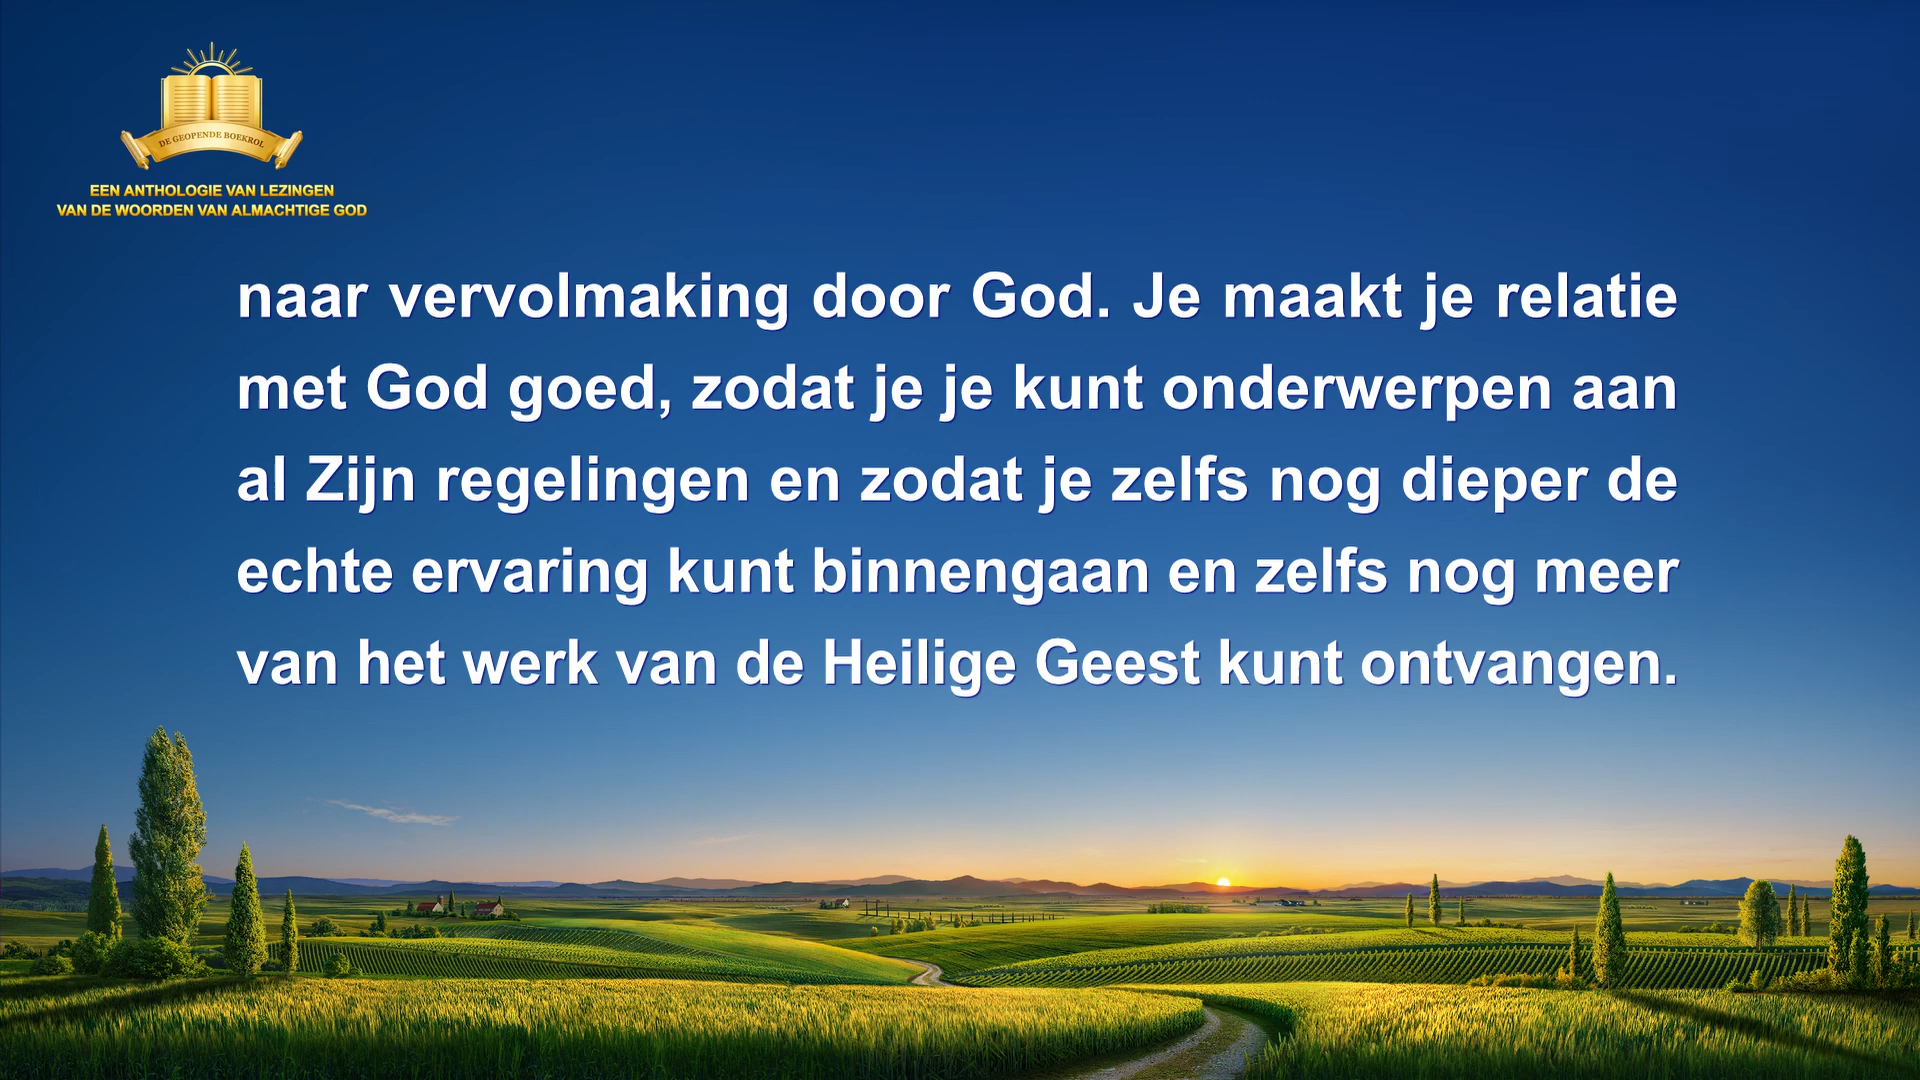 DE GEOPENDE BOEKROL
EEN ANTHOLOGIE VAN LEZINGEN
VAN DE WOORDEN VAN ALMACHTIGE GOD
naar vervolmaking door God. Je maakt je relatie
met God goed, zodat je je kunt onderwerpen aan
al Zijn regelingen en zodat je zelfs nog dieper de
echte ervaring kunt binnengaan en zelfs nog meer
van het werk van de Heilige Geest kunt ontvangen.